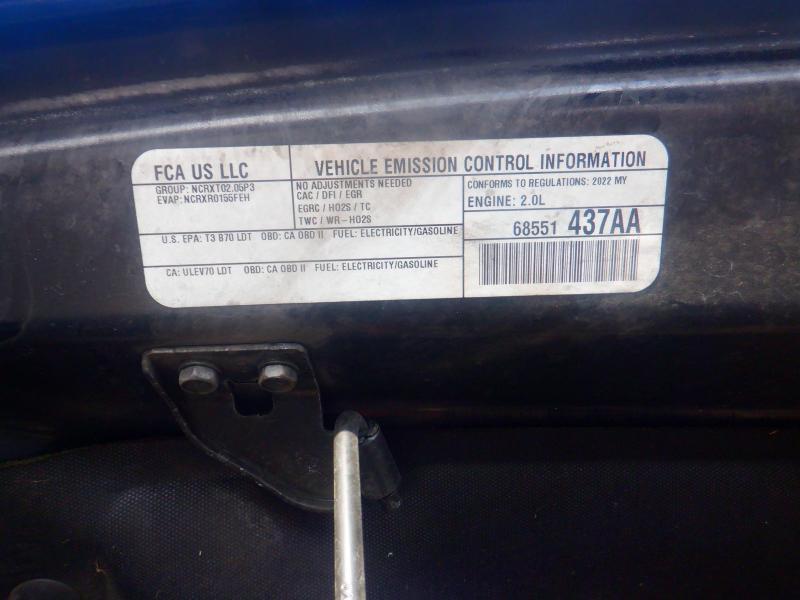 FCA US LLC
GROUP: NCRXT02.05P3
EVAP: NCRXR0155FEH
VEHICLE EMISSION CONTROL INFORMATION
NO ADJUSTMENTS NEEDED
CAC / DFI / EGR
EGRC / HO2S / TC
TWC / WR-HO2S
CONFORMS TO REGULATIONS: 2022 MY
ENGINE: 2.0L
U.S. EPA: T3 B70 LDT OBD: CA OBD II FUEL: ELECTRICITY/GASOLINE
68551 437AA
CA: ULEV70 LDT OBD: CA OBD II FUEL: ELECTRICITY/GASOLINE